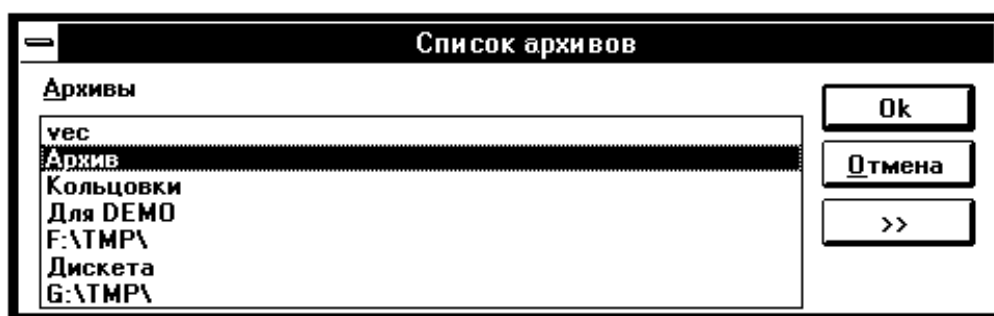 Список архивов
Архивы
vec
Архив
Кольцовки
Для DEMO
F:\TMP\
Дискета
G:\TMP\
Ok
Отмена
>>